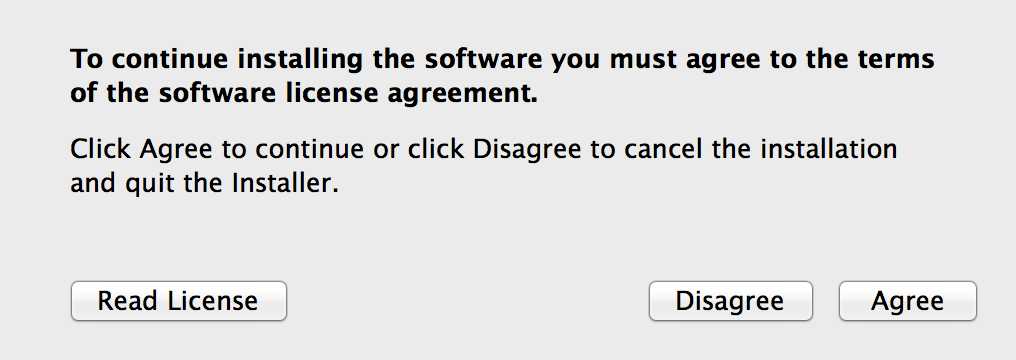 To continue installing the software you must agree to the terms
of the software license agreement.
Click Agree to continue or click Disagree to cancel the installation
and quit the Installer.
Read License
Disagree
Agree